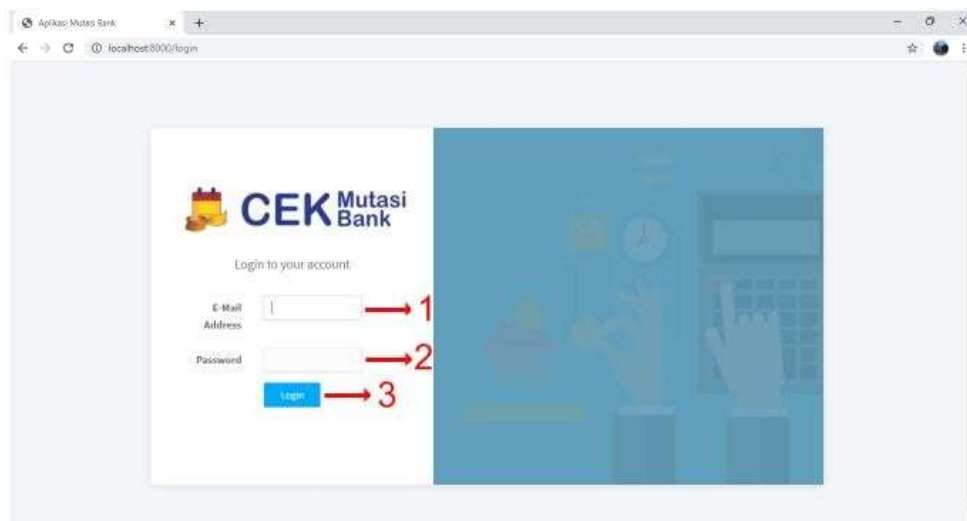 Aplikasi Mutasi Bank
localhost:8000/login
CEK Mutasi
Bank
Login to your account
E-Mail
Address
1
Password
2
Login
3